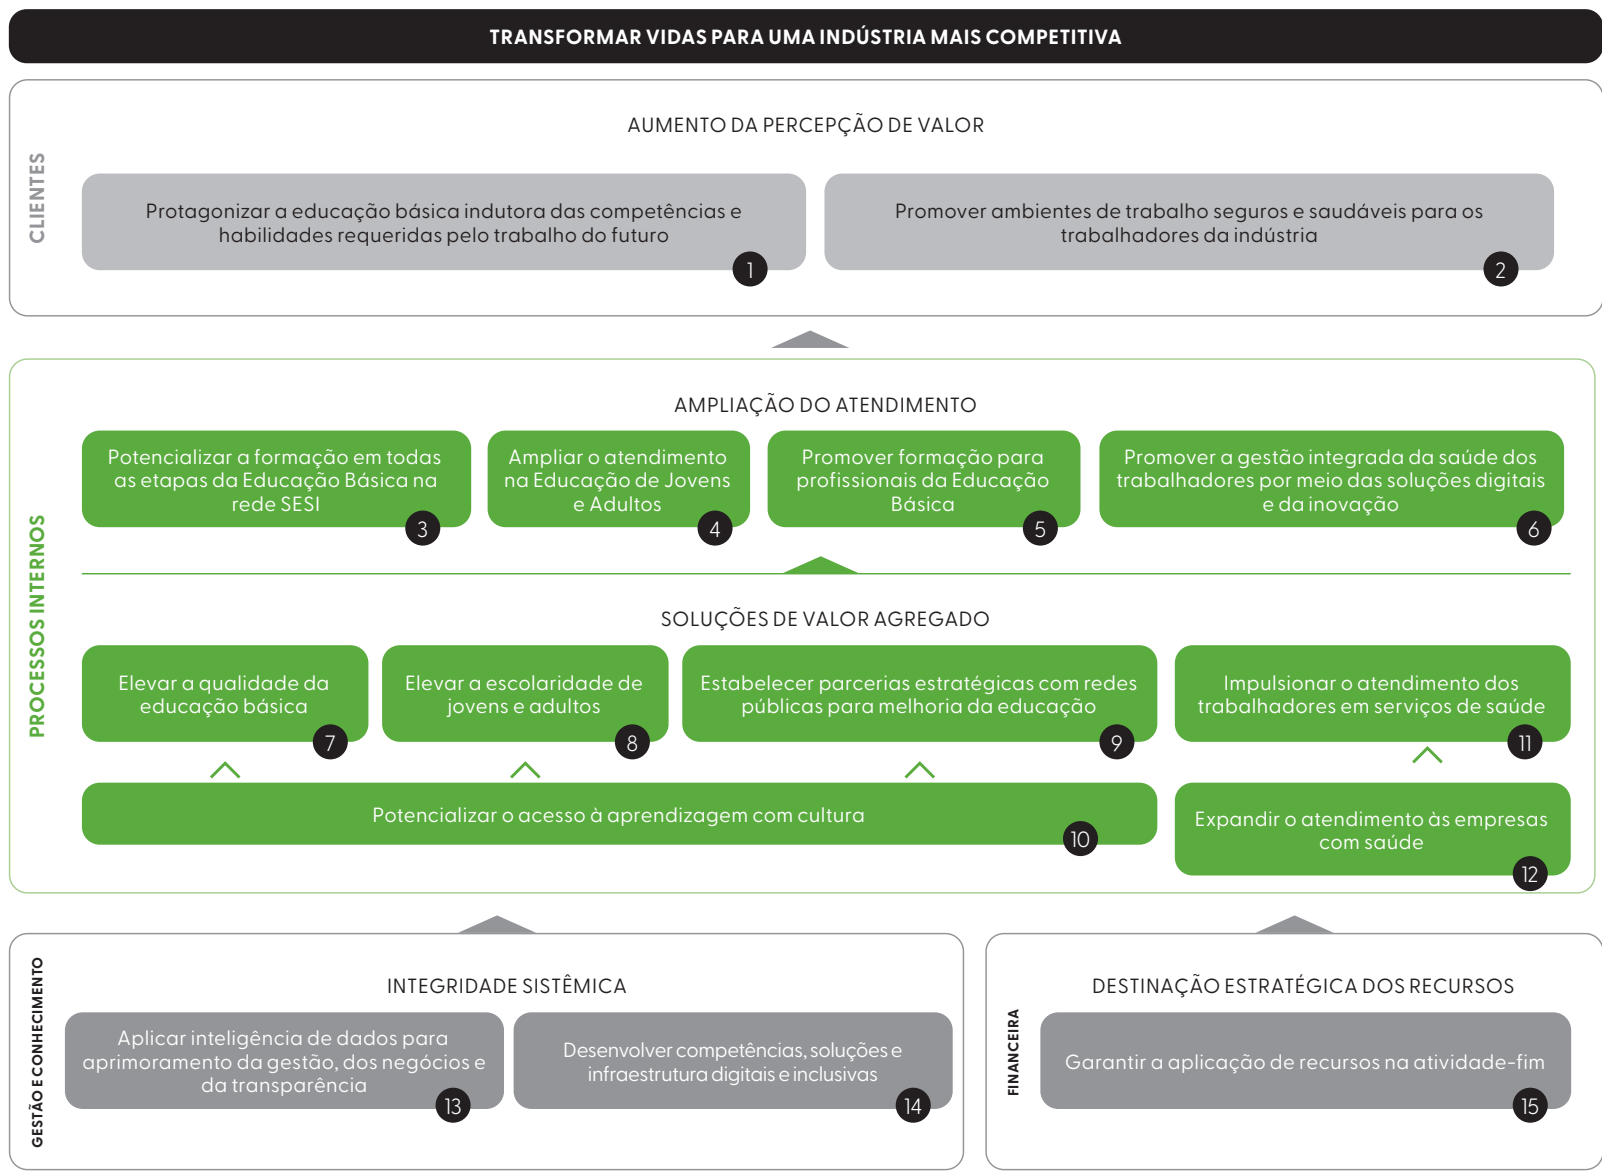 TRANSFORMAR VIDAS PARA UMA INDÚSTRIA MAIS COMPETITIVA
CLIENTES
AUMENTO DA PERCEPÇÃO DE VALOR
Protagonizar a educação básica indutora das competências e
habilidades requeridas pelo trabalho do futuro
1
Promover ambientes de trabalho seguros e saudáveis para os
trabalhadores da indústria
2
PROCESSOS INTERNOS
AMPLIAÇÃO DO ATENDIMENTO
Potencializar a formação em todas
as etapas da Educação Básica na
rede SESI
3
Ampliar o atendimento
na Educação de Jovens
e Adultos
4
Promover formação para
profissionais da Educação
Básica
5
Promover a gestão integrada da saúde dos
trabalhadores por meio das soluções digitais
e da inovação
6
SOLUÇÕES DE VALOR AGREGADO
Elevar a qualidade da
educação básica
7
Elevar a escolaridade de
jovens e adultos
8
Estabelecer parcerias estratégicas com redes
públicas para melhoria da educação
9
Impulsionar o atendimento dos
trabalhadores em serviços de saúde
11
Potencializar o acesso à aprendizagem com cultura
10
Expandir o atendimento às empresas
com saúde
12
GESTÃO E CONHECIMENTO
INTEGRIDADE SISTÊMICA
Aplicar inteligência de dados para
aprimoramento da gestão, dos negócios e
da transparência
13
Desenvolver competências, soluções e
infraestrutura digitais e inclusivas
14
FINANCEIRA
DESTINAÇÃO ESTRATÉGICA DOS RECURSOS
Garantir a aplicação de recursos na atividade-fim
15